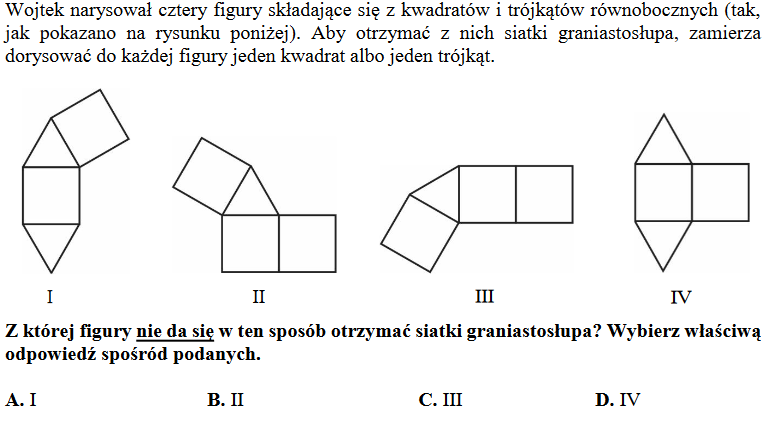 Wojtek narysował cztery figury składające się z kwadratów i trójkątów równobocznych (tak,
jak pokazano na rysunku poniżej). Aby otrzymać z nich siatki graniastosłupa, zamierza
dorysować do każdej figury jeden kwadrat albo jeden trójkąt.
I II III IV
Z której figury nie da się w ten sposób otrzymać siatki graniastosłupa? Wybierz właściwą
odpowiedź spośród podanych.
A. I B. II C. III D. IV